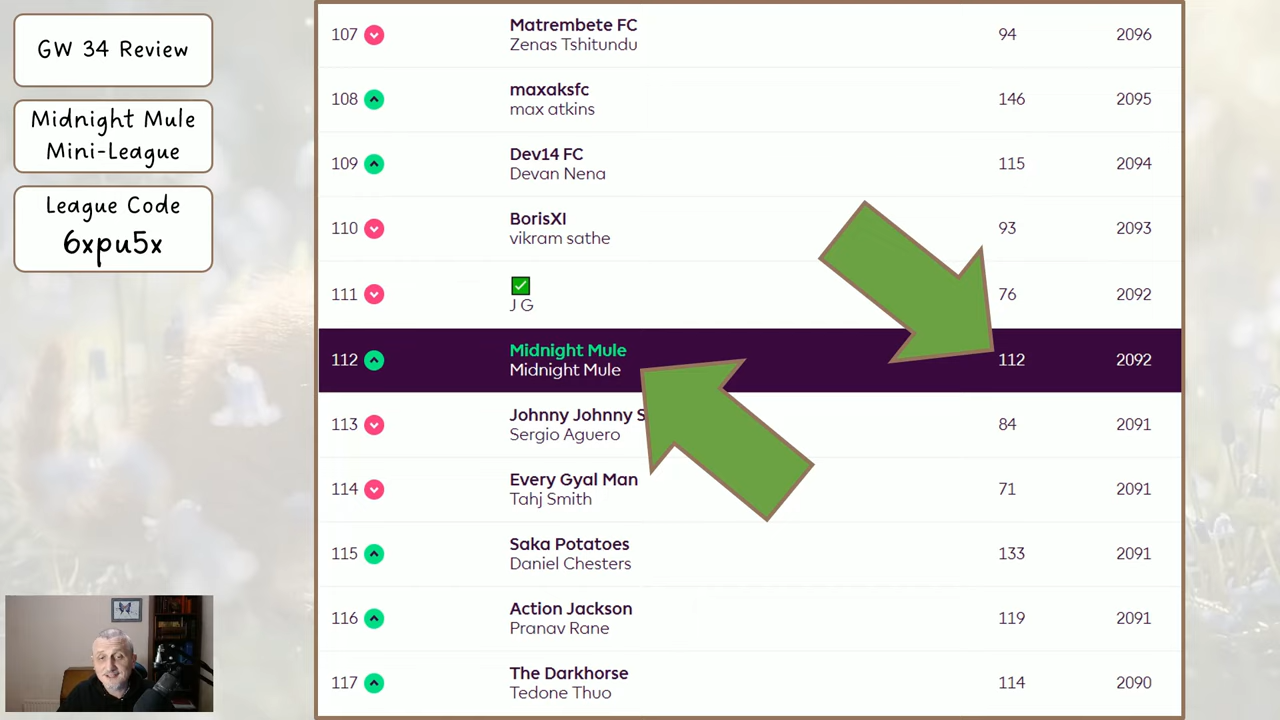 GW 34 Review
Midnight Mule
Mini-League
League Code
6xpu5x
107 Matrembete FC 94 2096
Zenas Tshitundu
108 maxaksfc 146 2095
max atkins
109 Dev14 FC 115 2094
Devan Nena
110 BorisXI 93 2093
vikram sathe
111 ✅ 76 2092
J G
112 Midnight Mule 112 2092
Midnight Mule
113 Johnny Johnny S 84 2091
Sergio Aguero
114 Every Gyal Man 71 2091
Tahj Smith
115 Saka Potatoes 133 2091
Daniel Chesters
116 Action Jackson 119 2091
Pranav Rane
117 The Darkhorse 114 2090
Tedone Thuo